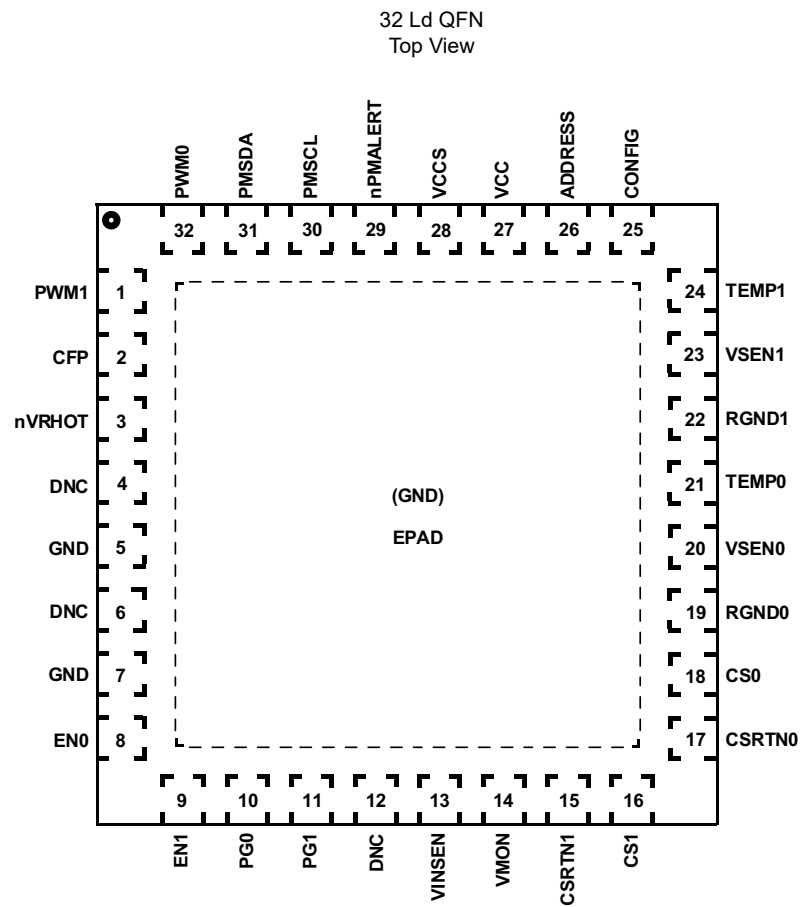 32 Ld QFN
Top View
PWM0
PMSDA
PMSCL
nPMALERT
VCCS
VCC
ADDRESS
CONFIG
32 31 30 29 28 27 26 25
PWM1 1
CFP 2
nVRHOT 3
DNC 4
GND 5
DNC 6
GND 7
EN0 8
(GND)
EPAD
24 TEMP1
23 VSEN1
22 RGND1
21 TEMP0
20 VSEN0
19 RGND0
18 CS0
17 CSRTN0
9 10 11 12 13 14 15 16
EN1
PG0
PG1
DNC
VINSEN
VMON
CSRTN1
CS1